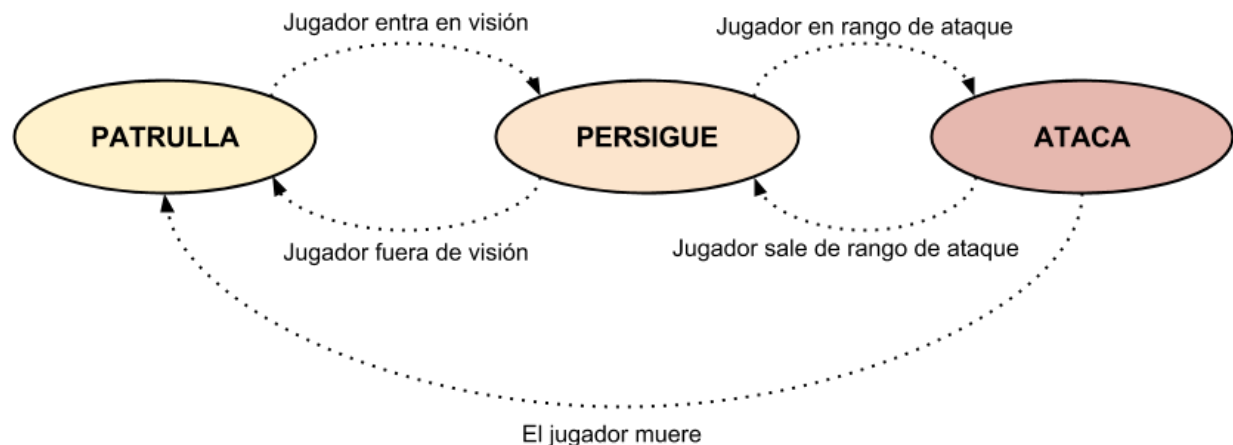 Jugador entra en visión
Jugador en rango de ataque
PATRULLA
PERSIGUE
ATACA
Jugador fuera de visión
Jugador sale de rango de ataque
El jugador muere